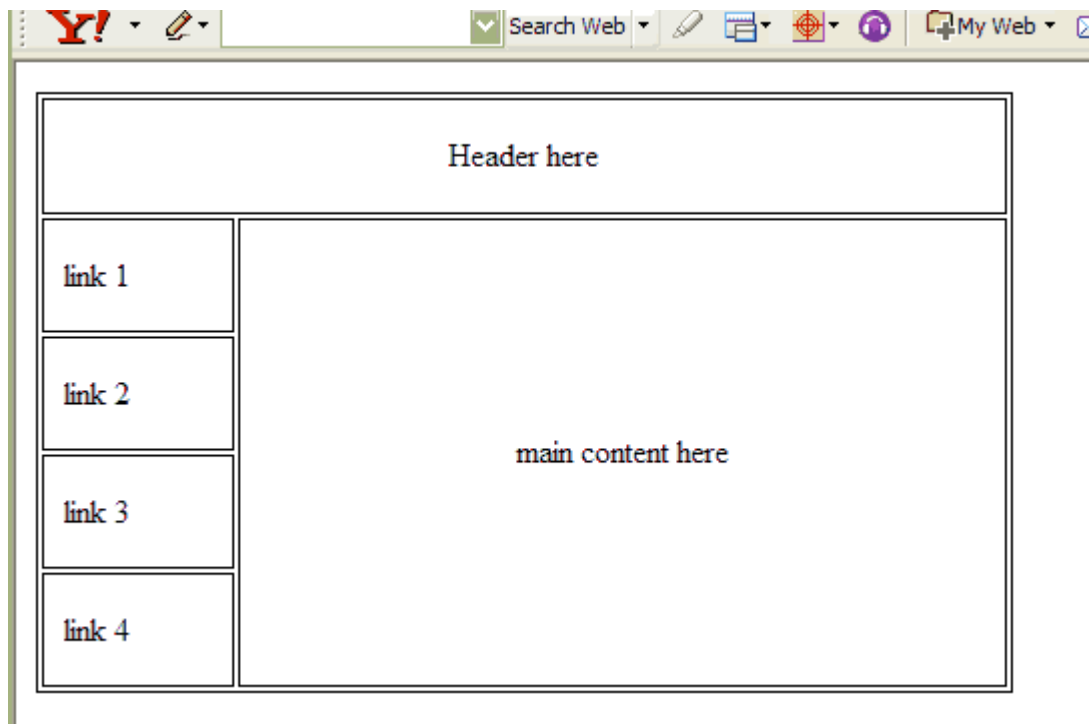 Y! Search Web My Web
Header here
link 1
link 2
main content here
link 3
link 4